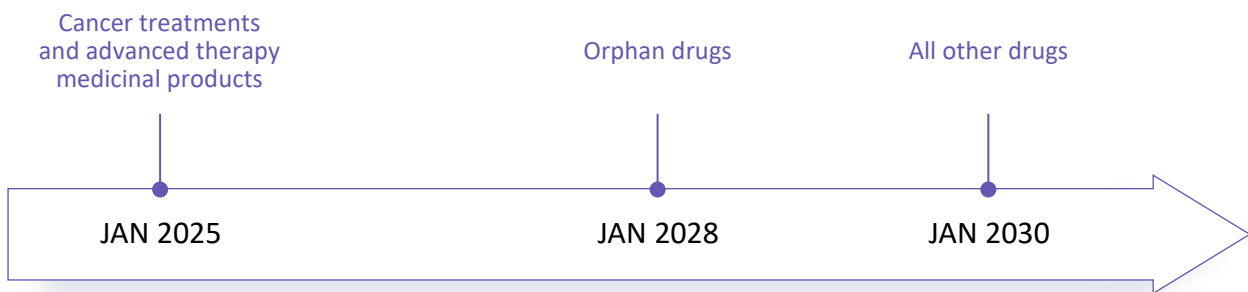 Cancer treatments
and advanced therapy
medicinal products
Orphan drugs
All other drugs
JAN 2025
JAN 2028
JAN 2030